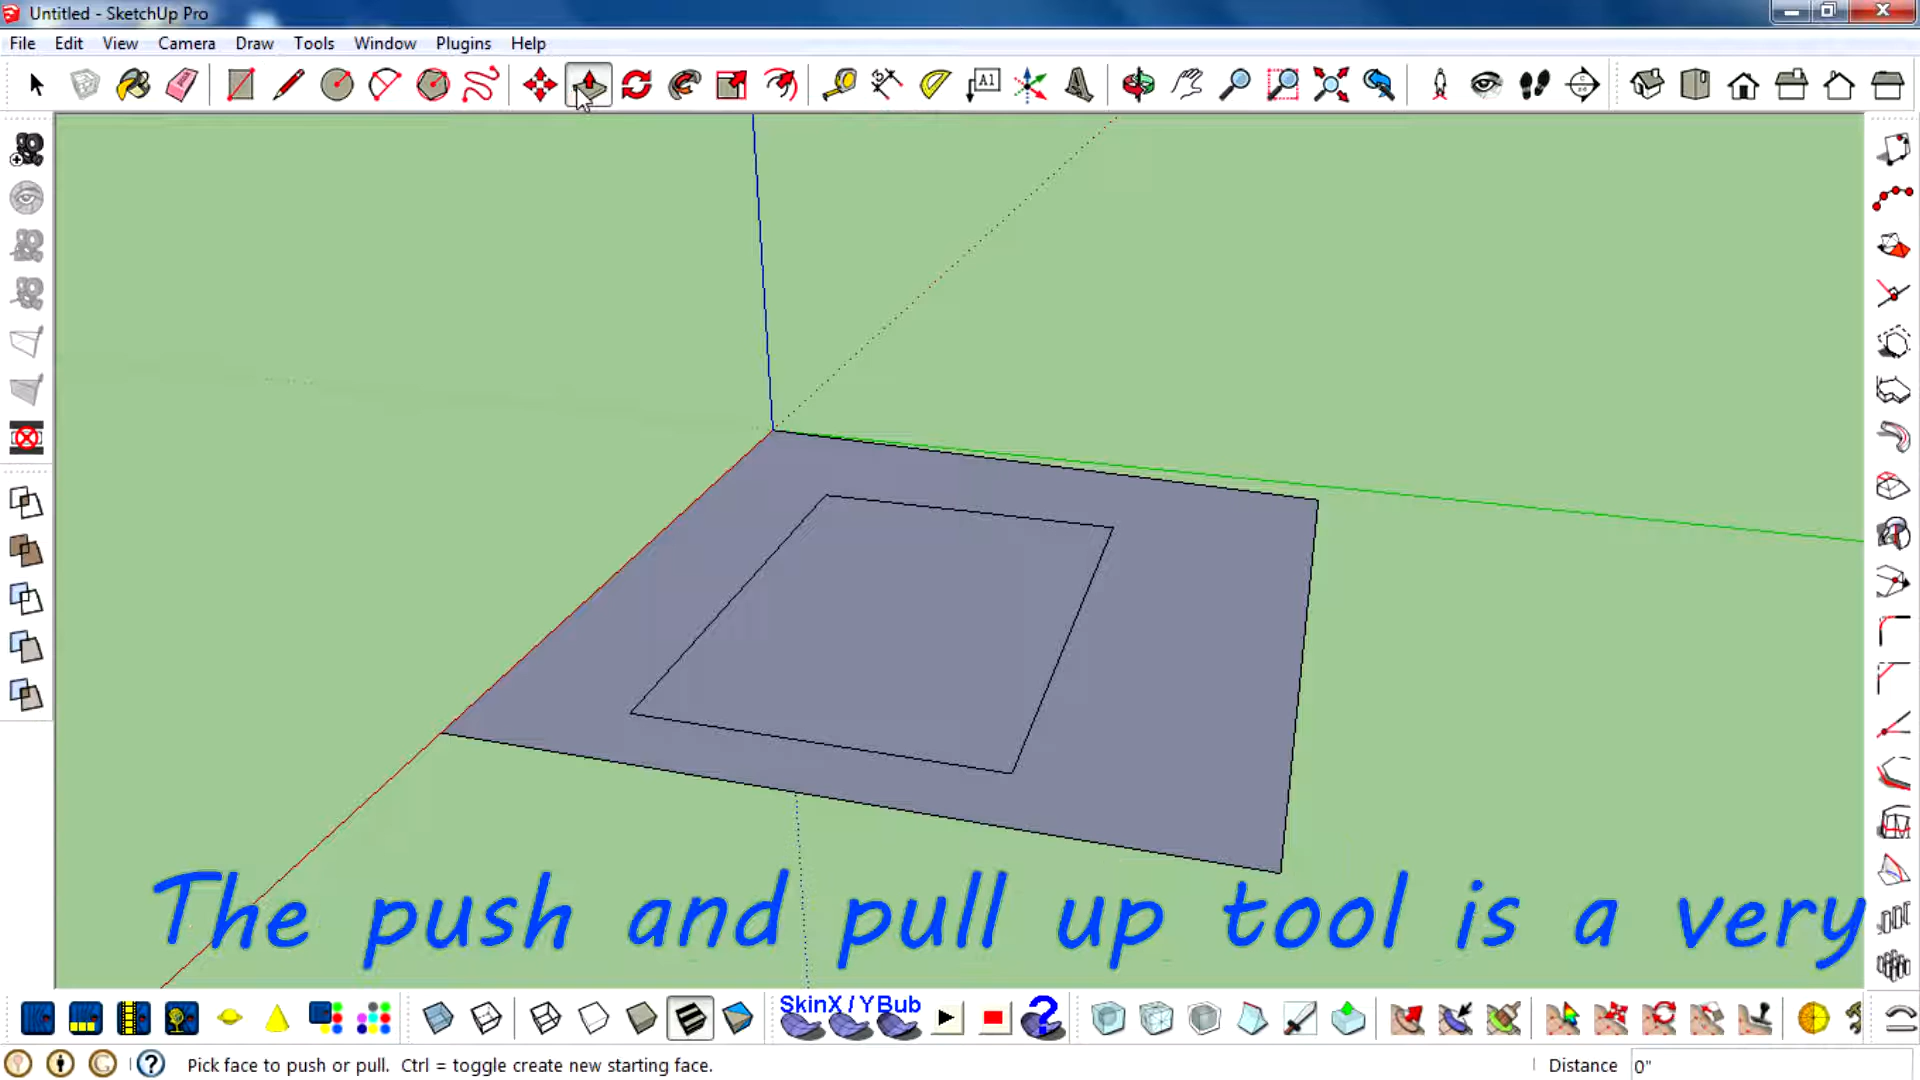 Untitled - SketchUp Pro
File Edit View Camera Draw Tools Window Plugins Help
A1
The push and pull up tool is a very
SkinX / YBub
Pick face to push or pull. Ctrl = toggle create new starting face.
Distance 0"